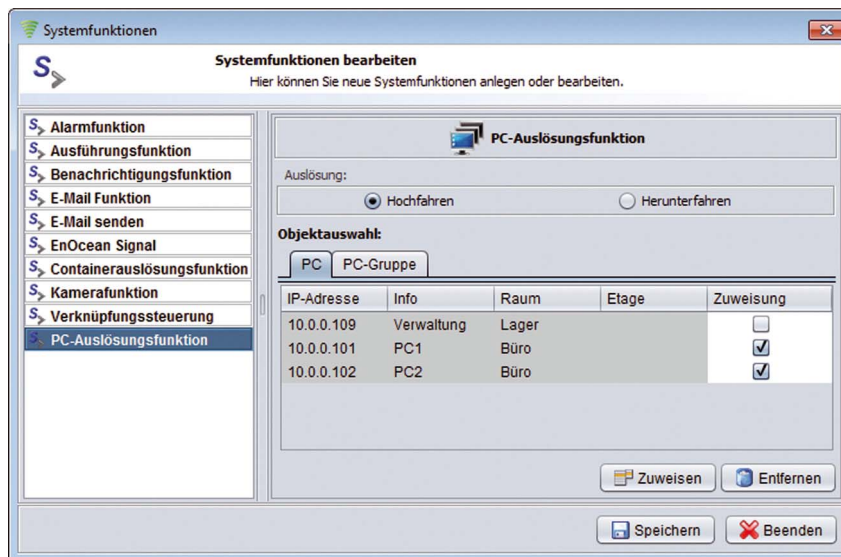 Systemfunktionen
Systemfunktionen bearbeiten
Hier können Sie neue Systemfunktionen anlegen oder bearbeiten.
Alarmfunktion
Ausführungsfunktion
Benachrichtigungsfunktion
E-Mail Funktion
E-Mail senden
EnOcean Signal
Containerauslösungsfunktion
Kamerafunktion
Verknüpfungssteuerung
PC-Auslösungsfunktion
PC-Auslösungsfunktion
Auslösung:
Hochfahren Herunterfahren
Objektauswahl:
PC PC-Gruppe
IP-Adresse Info Raum Etage Zuweisung
10.0.0.109 Verwaltung Lager
10.0.0.101 PC1 Büro
10.0.0.102 PC2 Büro
Zuweisen Entfernen
Speichern Beenden